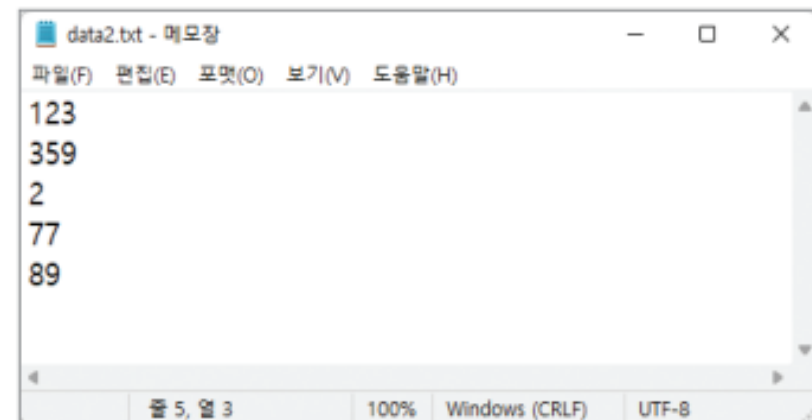 data2.txt - 메모장
파일(F) 편집(E) 포맷(O) 보기(V) 도움말(H)
123
359
2
77
89
줄 5, 열 3 100% Windows (CRLF) UTF-8